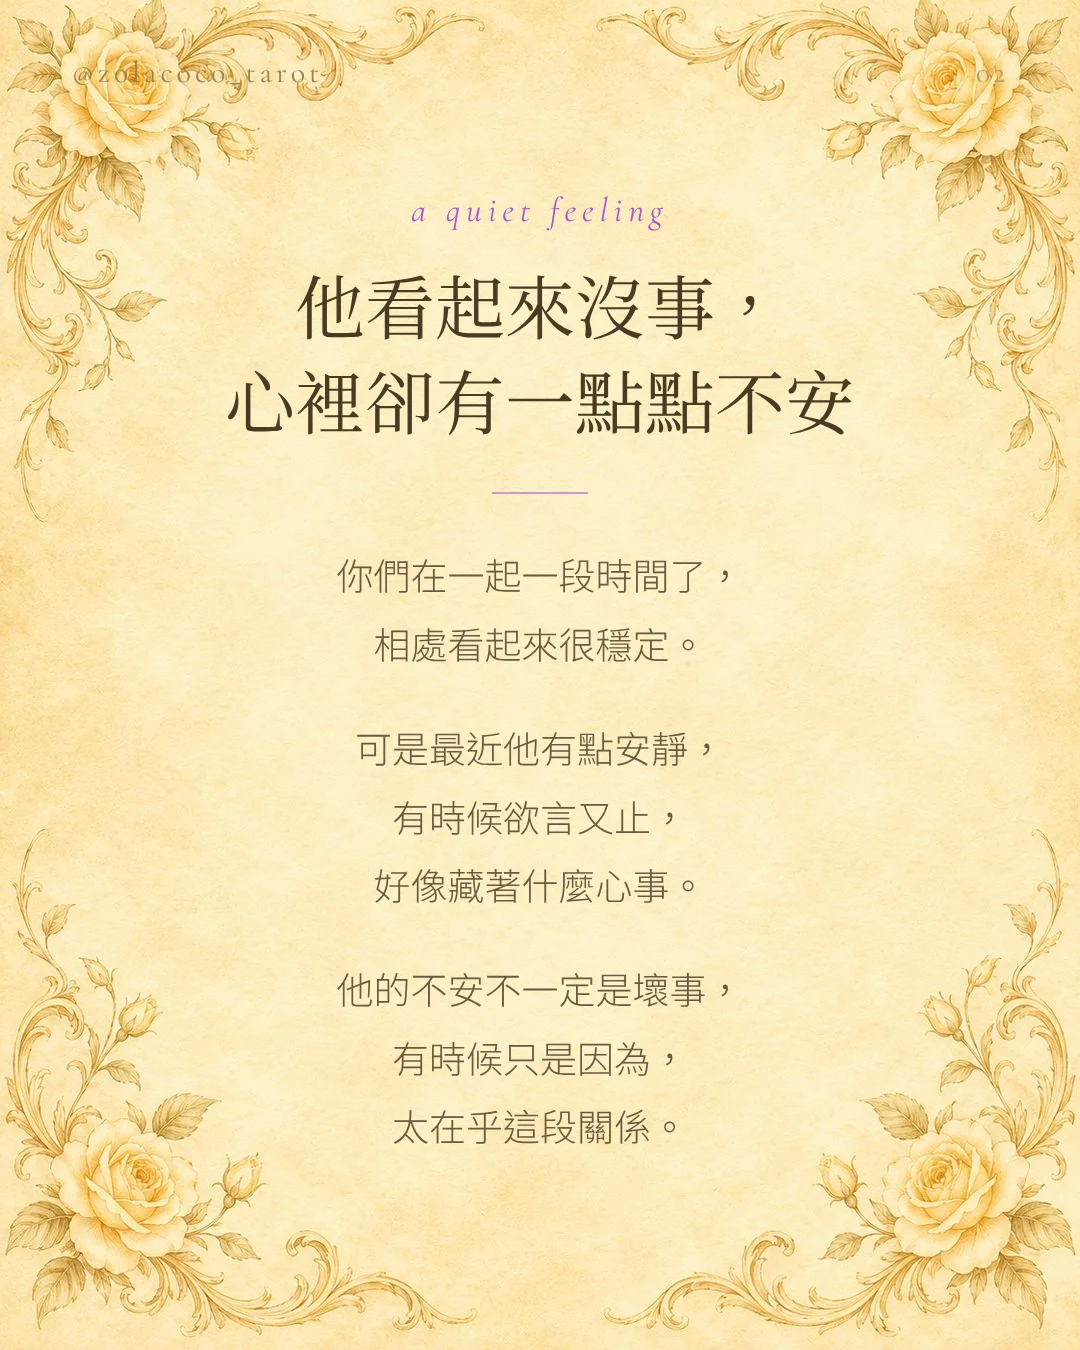 @zolacoco_tarot
02
a quiet feeling
他看起來沒事，
心裡卻有一點點不安
你們在一起一段時間了，
相處看起來很穩定。
可是最近他有點安靜，
有時候欲言又止，
好像藏著什麼心事。
他的不安不一定是壞事，
有時候只是因為，
太在乎這段關係。